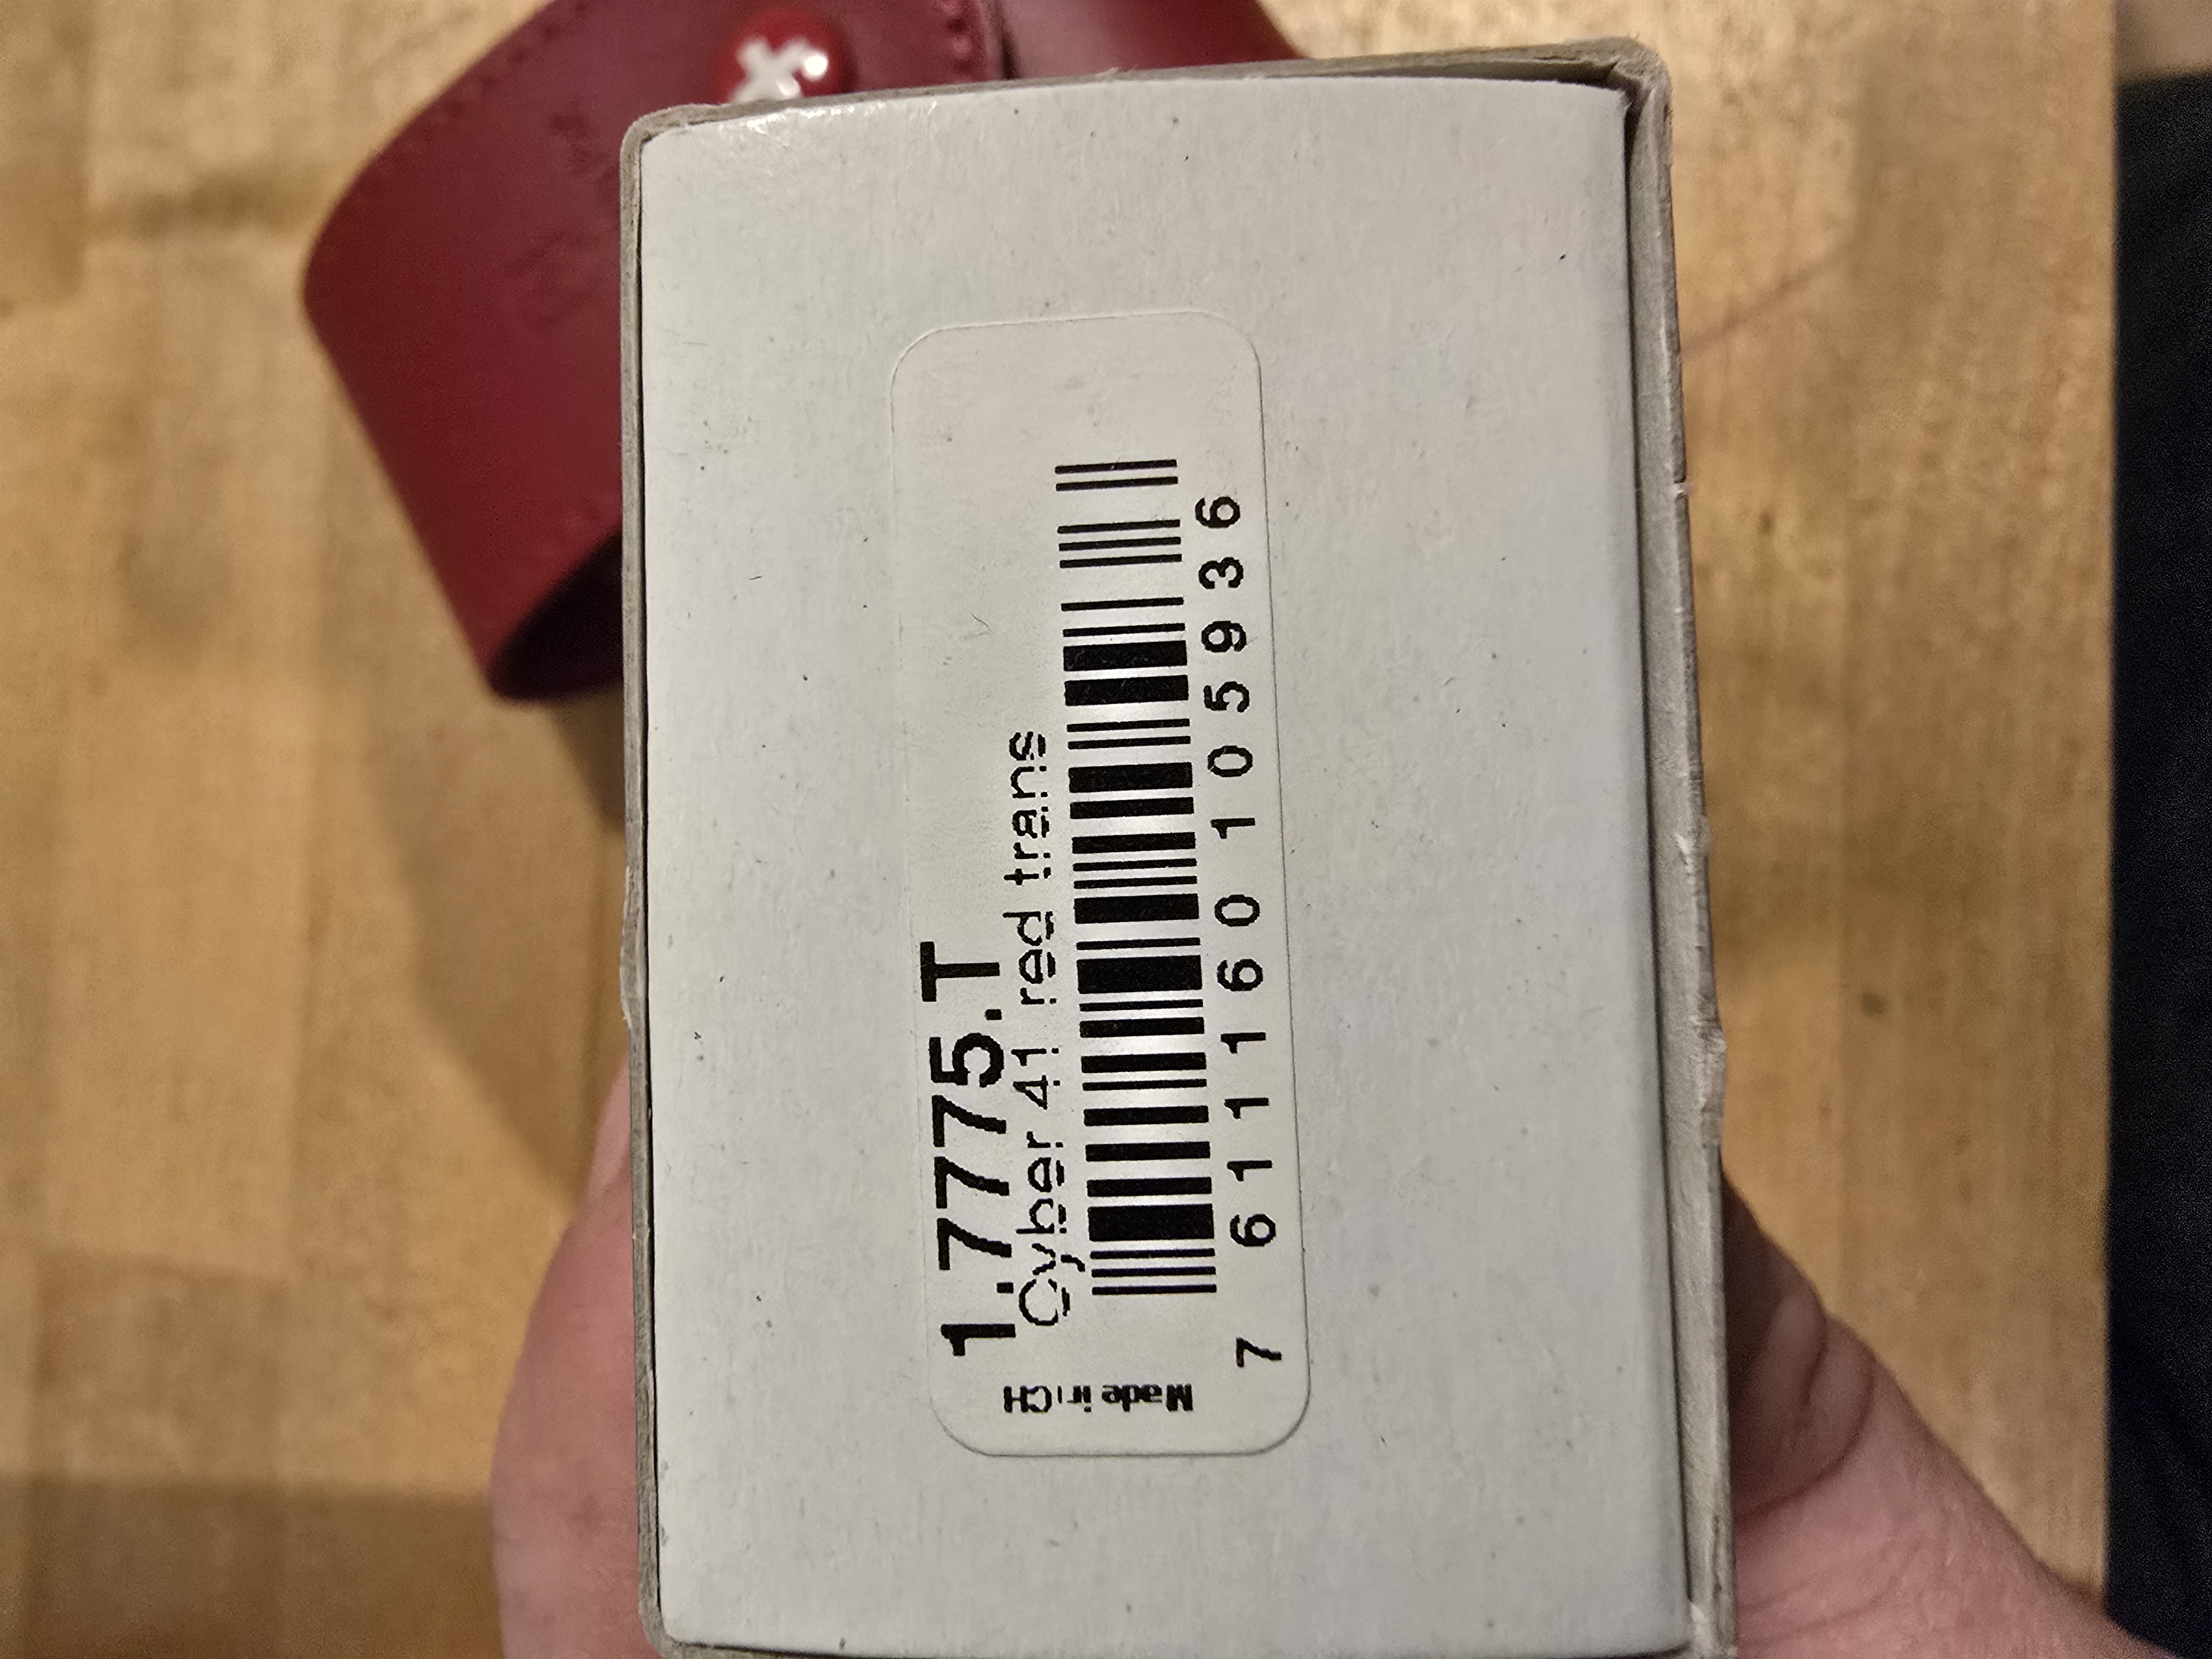 1.7775.T
Cyber 41 red trans
7 611160 105936
Made in CH